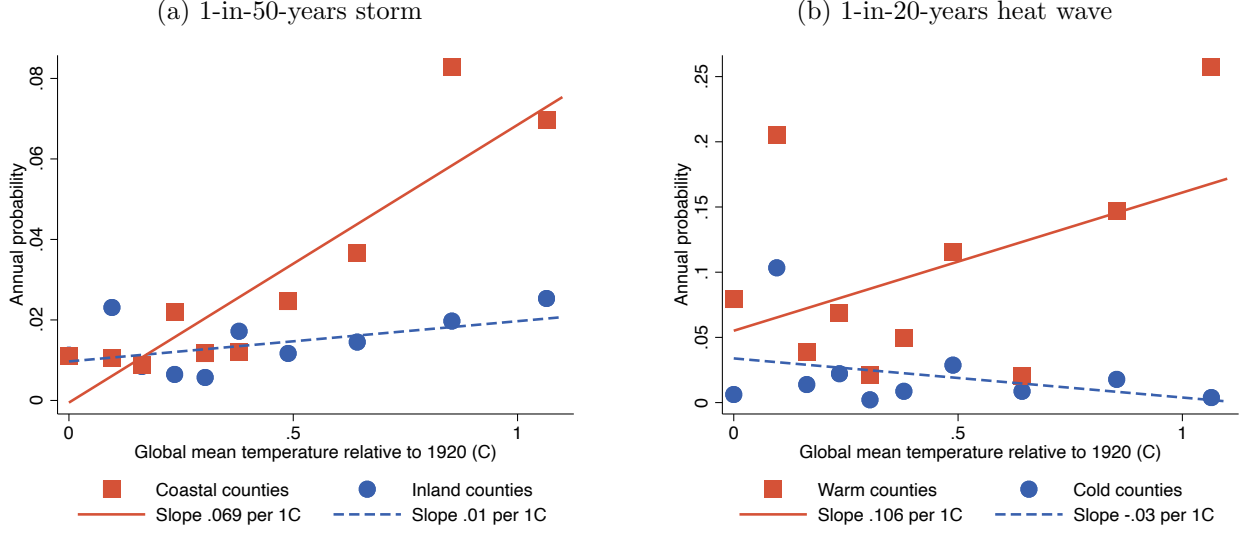 (a) 1-in-50-years storm
Annual probability
.08
.06
.04
.02
0
0
.5
1
Global mean temperature relative to 1920 (C)
Coastal counties
Inland counties
Slope .069 per 1C
Slope .01 per 1C
(b) 1-in-20-years heat wave
Annual probability
.25
.2
.15
.1
.05
0
0
.5
1
Global mean temperature relative to 1920 (C)
Warm counties
Cold counties
Slope .106 per 1C
Slope -.03 per 1C